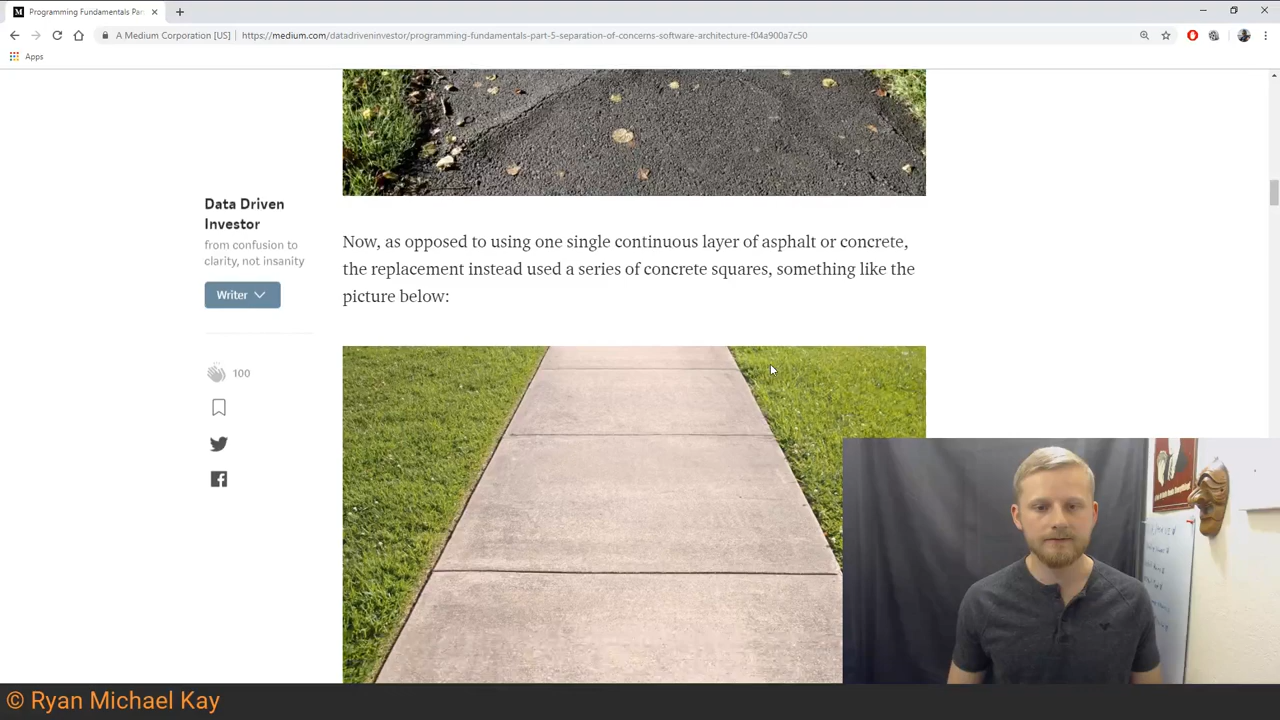 Programming Fundamentals Par
A Medium Corporation [US]
https://medium.com/datadriveninvestor/programming-fundamentals-part-5-separation-of-concerns-software-architecture-f04a900a7c50
Apps
Data Driven
Investor
from confusion to
clarity, not insanity
Writer
100
Now, as opposed to using one single continuous layer of asphalt or concrete,
the replacement instead used a series of concrete squares, something like the
picture below:
© Ryan Michael Kay